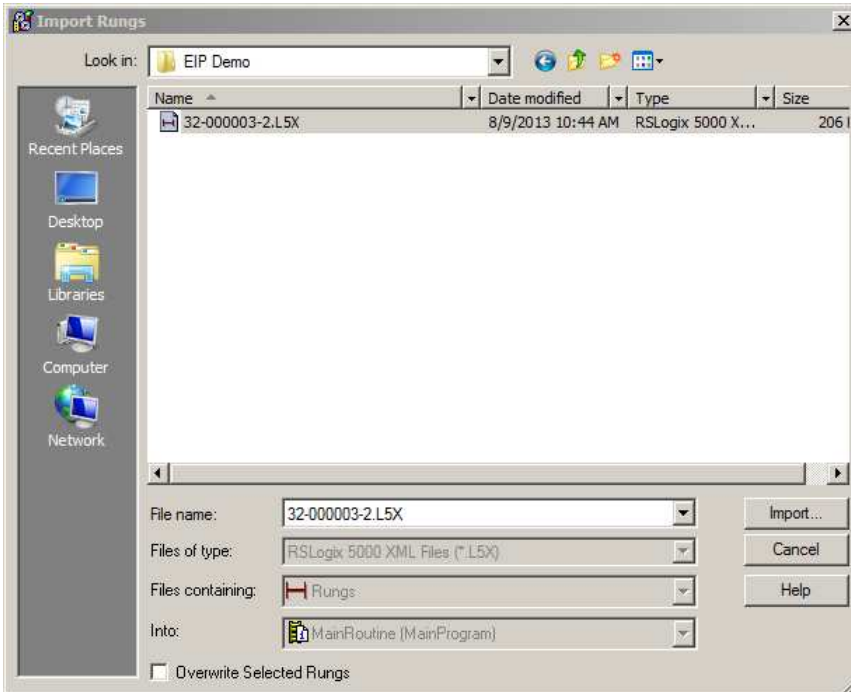 Import Rungs
Look in: EIP Demo
Name Date modified Type Size
32-000003-2.L5X 8/9/2013 10:44 AM RSLogix 5000 X... 206
Recent Places
Desktop
Libraries
Computer
Network
File name: 32-000003-2.L5X Import...
Files of type: RSLogix 5000 XML Files (*.L5X) Cancel
Files containing: Rungs Help
Into: MainRoutine (MainProgram)
Overwrite Selected Rungs